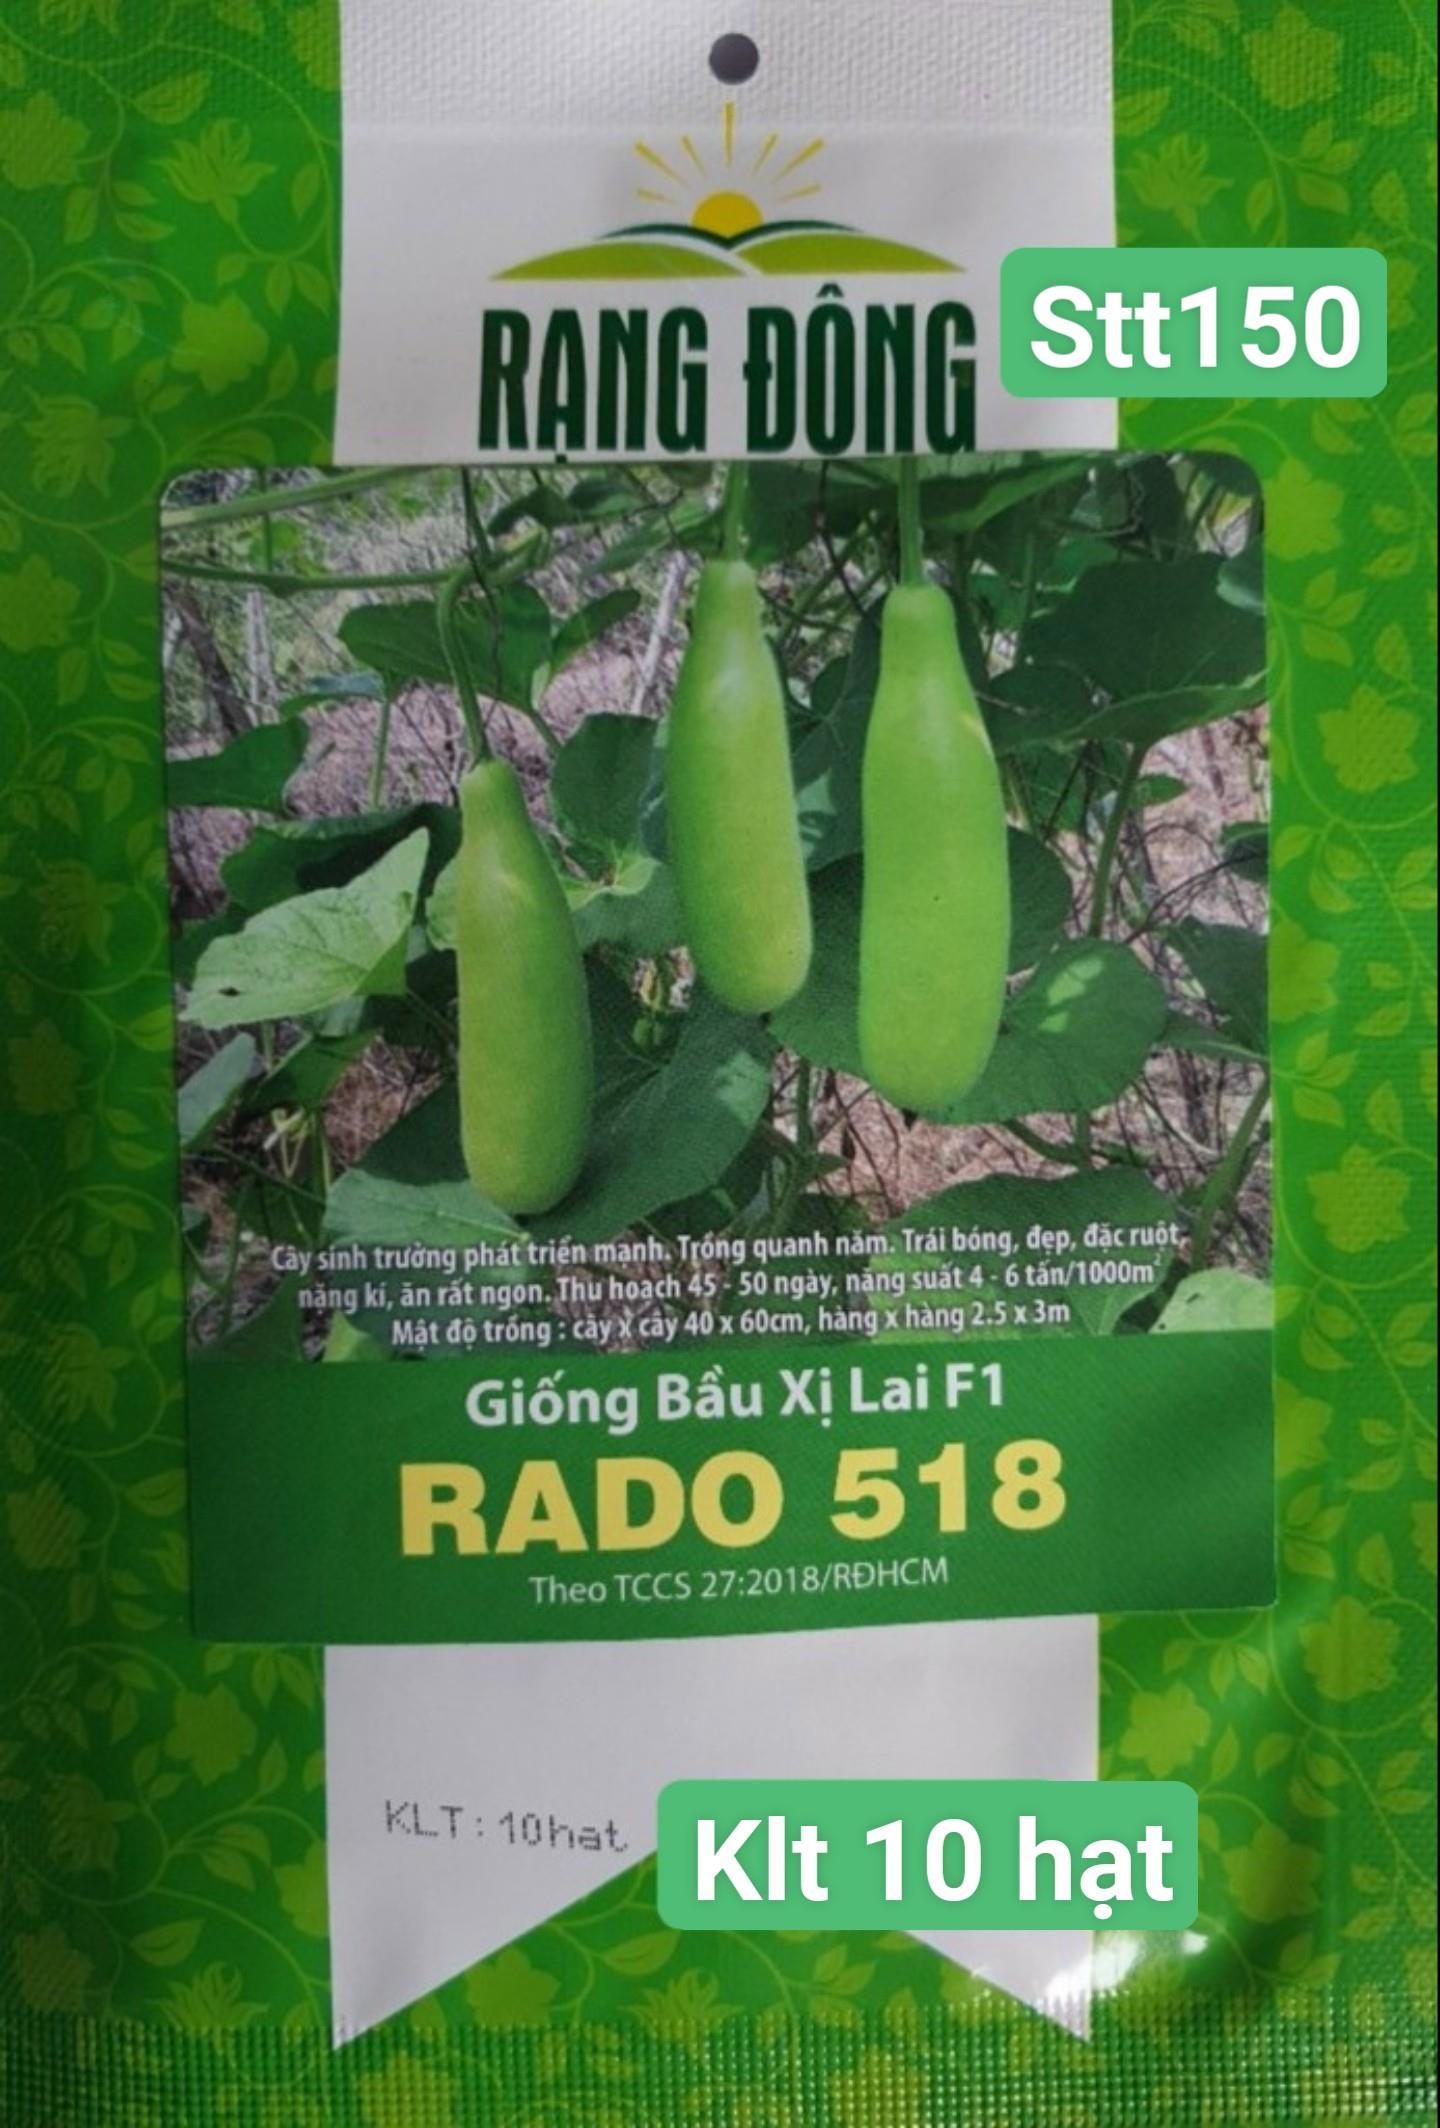 RẠNG ĐÔNG
Stt150
Cây sinh trưởng phát triển mạnh. Trồng quanh năm. Trái bóng, đẹp, đặc ruột,
nặng kí, ăn rất ngon. Thu hoạch 45 - 50 ngày, năng suất 4 - 6 tấn/1000m²
Mật độ trồng : cây x cây 40 x 60cm, hàng x hàng 2.5 x 3m
Giống Bầu Xị Lai F1
RADO 518
Theo TCCS 27:2018/RĐHCM
KLT: 10hat
Klt 10 hạt